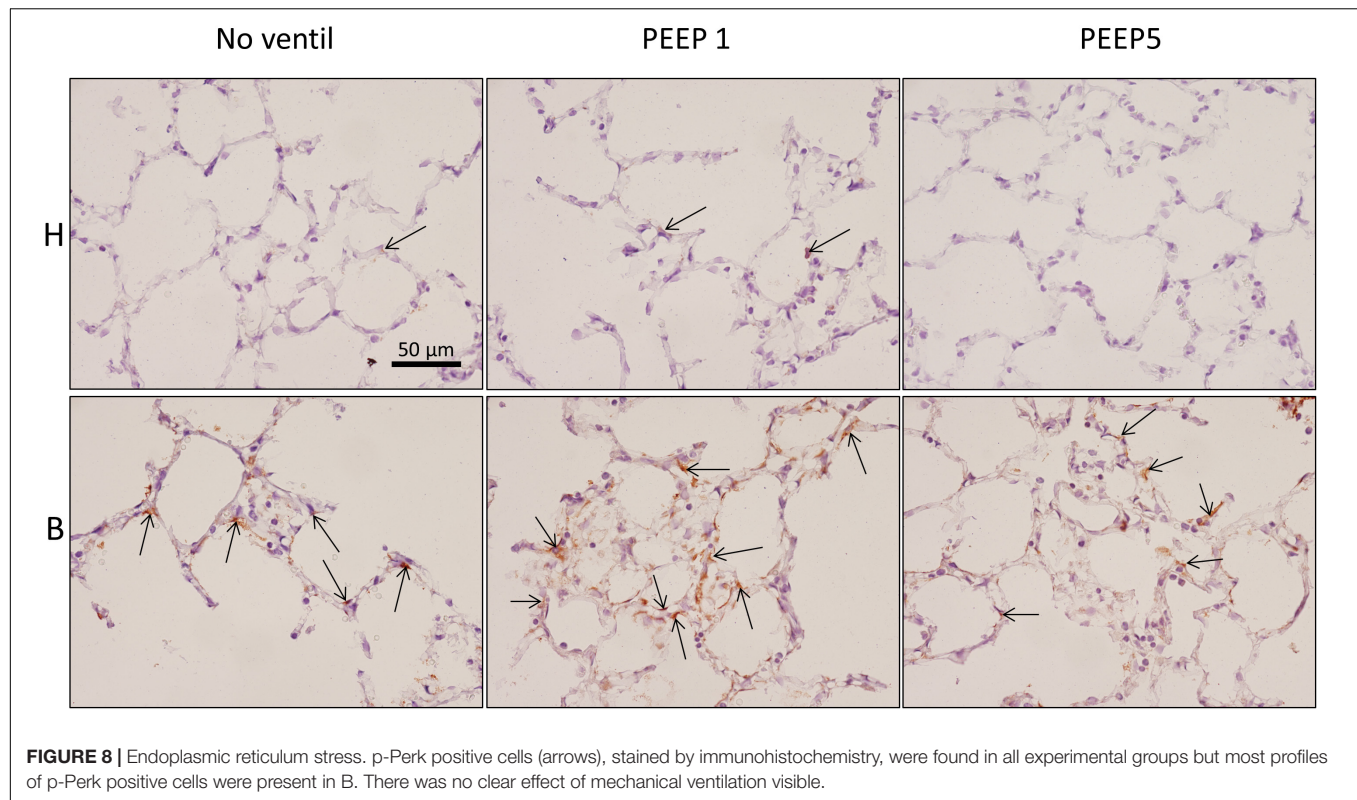 No ventil PEEP 1 PEEP5
H
50 µm
B
FIGURE 8 | Endoplasmic reticulum stress. p-Perk positive cells (arrows), stained by immunohistochemistry, were found in all experimental groups but most profiles
of p-Perk positive cells were present in B. There was no clear effect of mechanical ventilation visible.